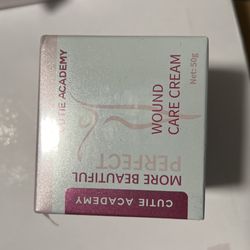 CUTIE ACADEMY
WOUND
CARE CREAM
Net: 50g
PERFECT
MORE BEAUTIFUL
CUTIE ACADEMY